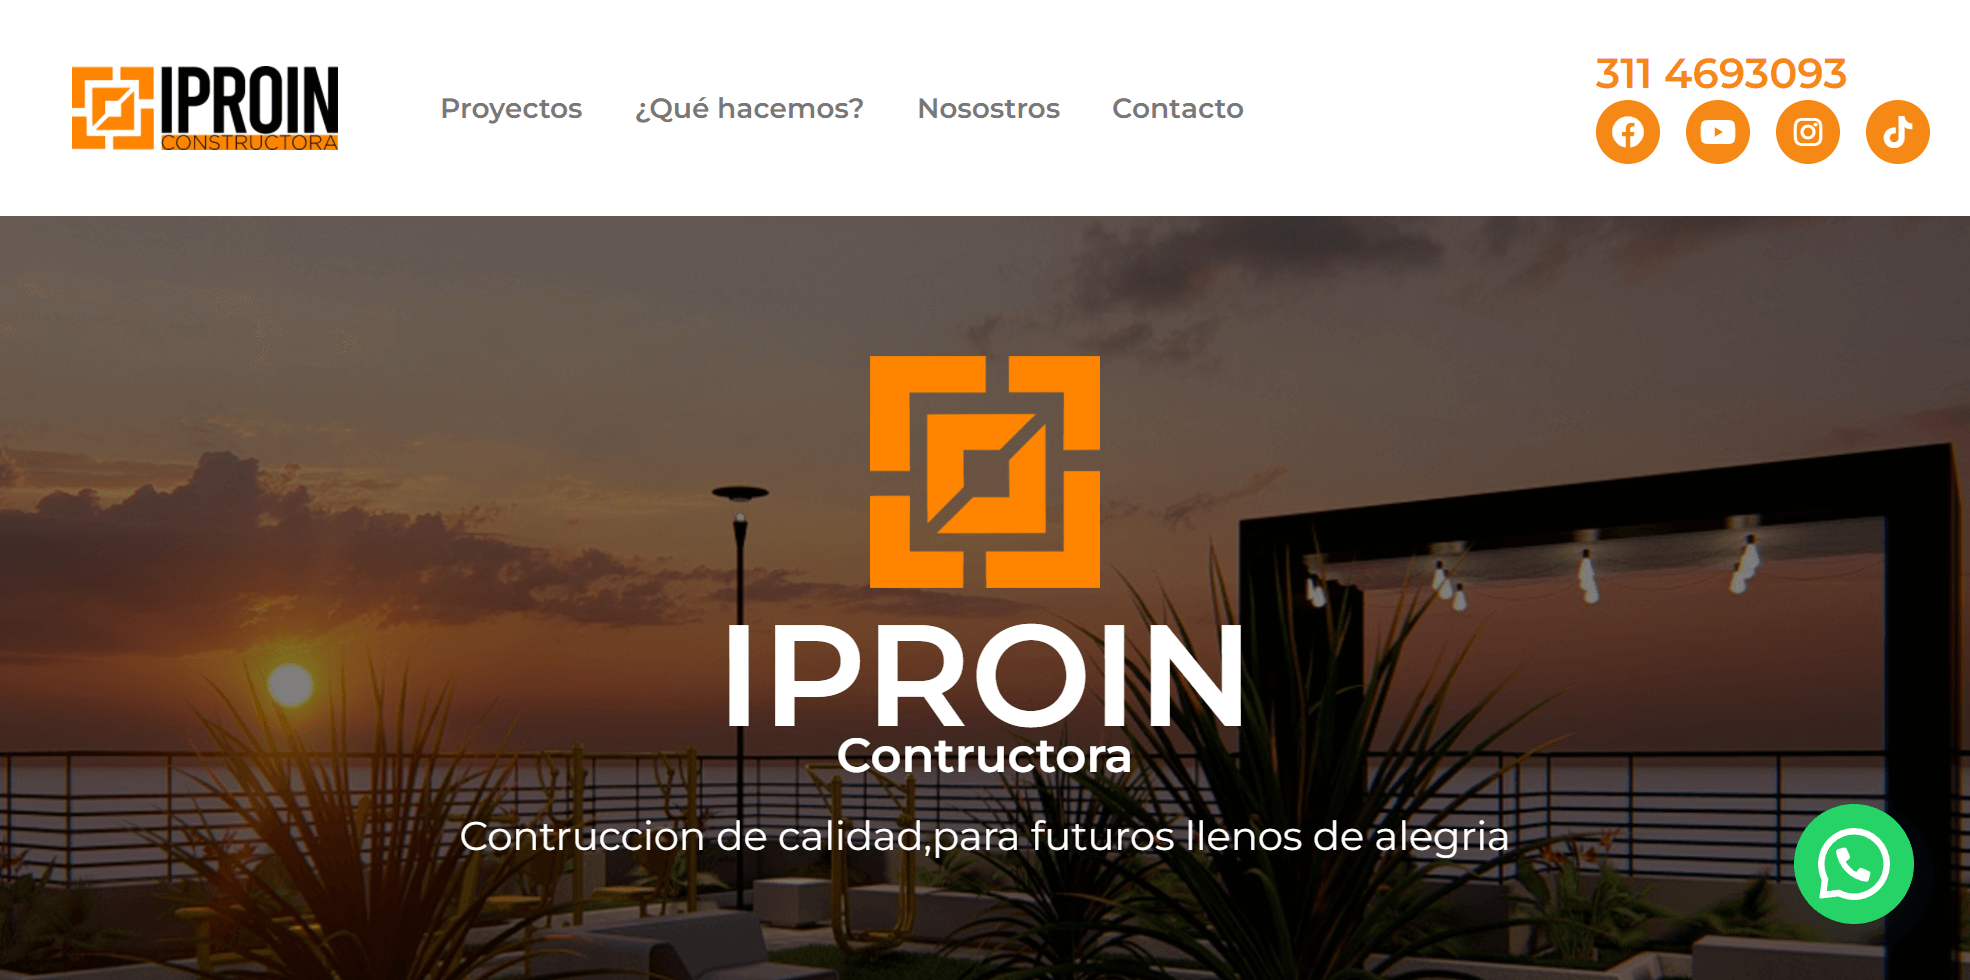 IPROIN
CONSTRUCTORA
Proyectos
¿Qué hacemos?
Nosostros
Contacto
311 4693093
IPROIN
Contructora
Contruccion de calidad,para futuros llenos de alegria